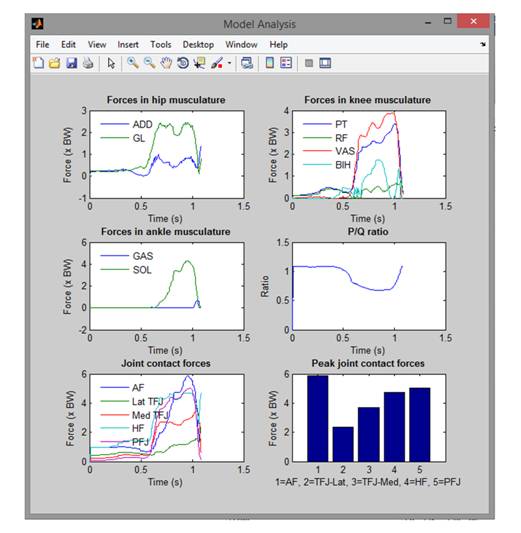 Model Analysis
File Edit View Insert Tools Desktop Window Help
Forces in hip musculature
Force (x BW)
3
2
1
0
-1
ADD
GL
0 0.5 1 1.5
Time (s)
Forces in knee musculature
Force (x BW)
4
3
2
1
0
PT
RF
VAS
BIH
0 0.5 1 1.5
Time (s)
Forces in ankle musculature
Force (x BW)
6
4
2
0
-2
GAS
SOL
0 0.5 1 1.5
Time (s)
P/Q ratio
Ratio
1.5
1
0.5
0
0 0.5 1 1.5
Time (s)
Joint contact forces
Force (x BW)
6
4
2
0
AF
Lat TFJ
Med TFJ
HF
PFJ
0 0.5 1 1.5
Time (s)
Peak joint contact forces
Force (x BW)
6
4
2
0
1 2 3 4 5
1=AF, 2=TFJ-Lat, 3=TFJ-Med, 4=HF, 5=PFJ